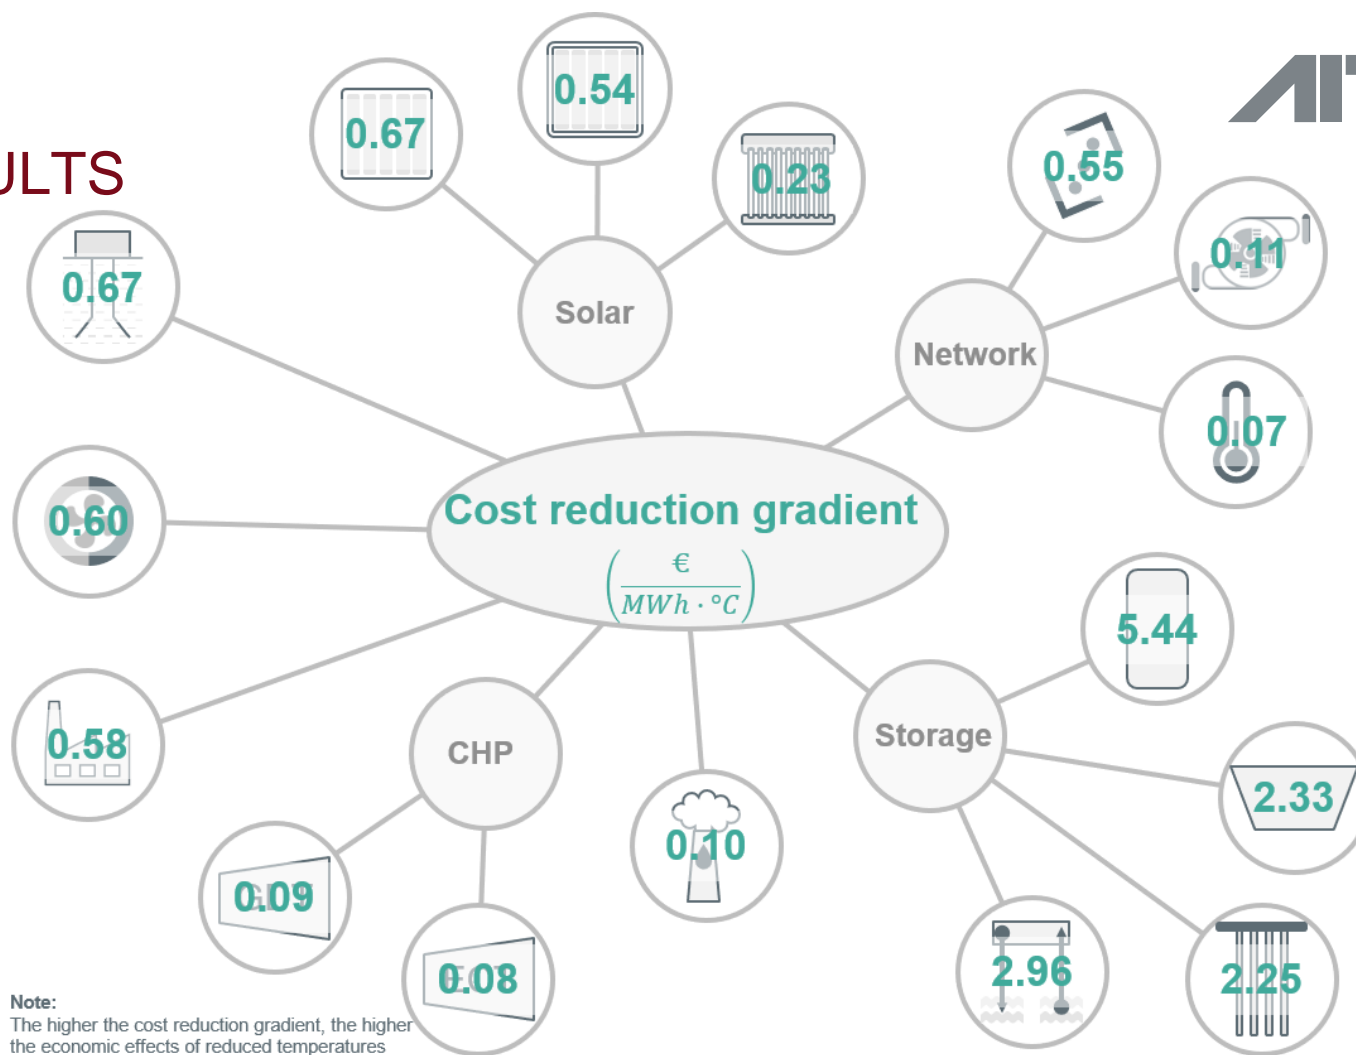 ULTS
AIT
0.67
0.54
0.23
0.67
Solar
0.55
0.11
0.07
Network
0.60
Cost reduction gradient
(€ / MWh · °C)
0.58
CHP
0.09
0.08
0.10
Storage
5.44
2.33
2.96
2.25
Note:
The higher the cost reduction gradient, the higher
the economic effects of reduced temperatures